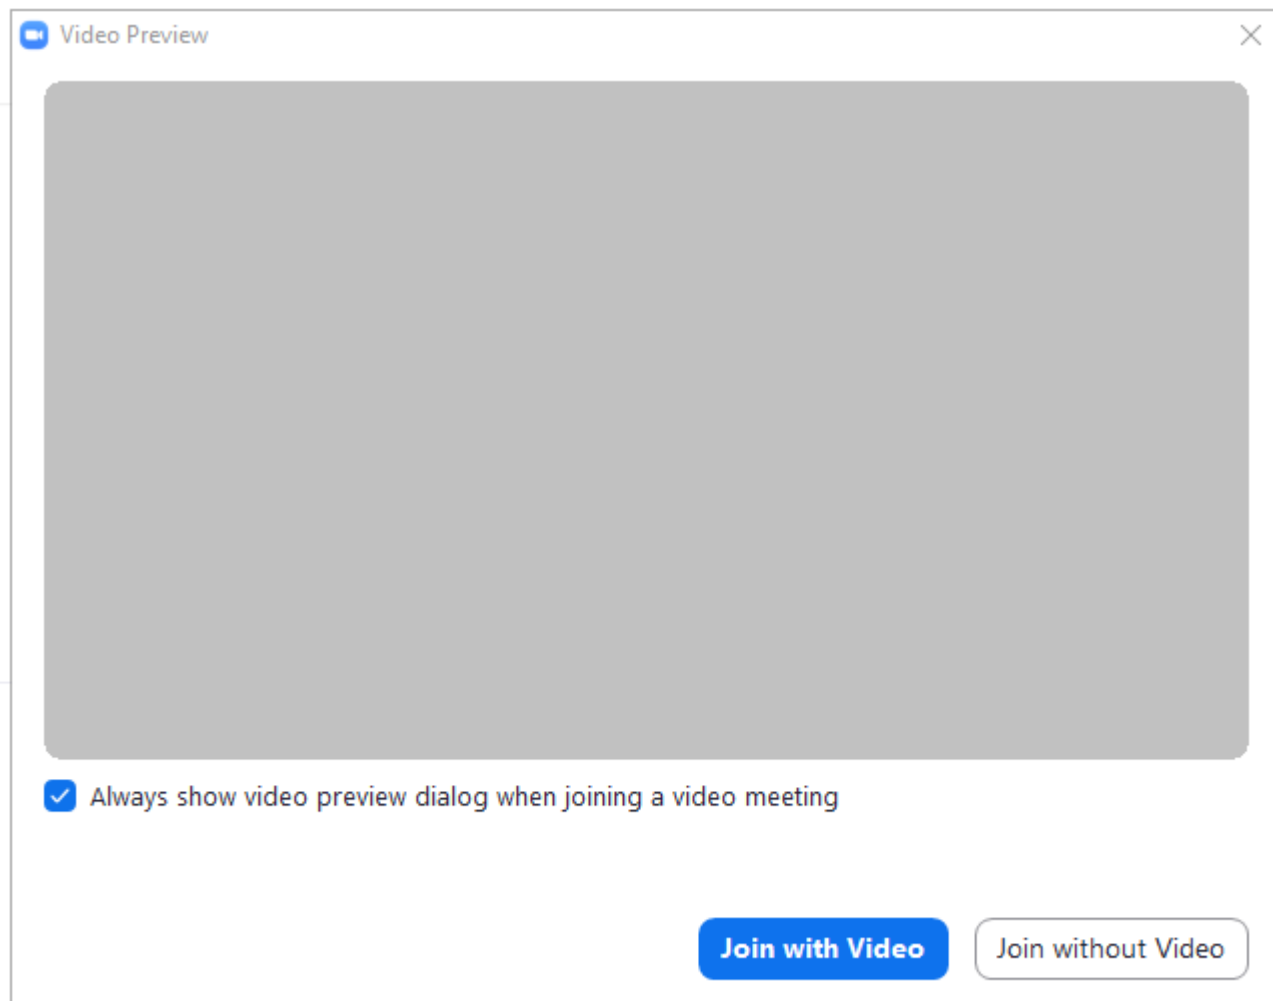 Video Preview
Always show video preview dialog when joining a video meeting
Join with Video
Join without Video